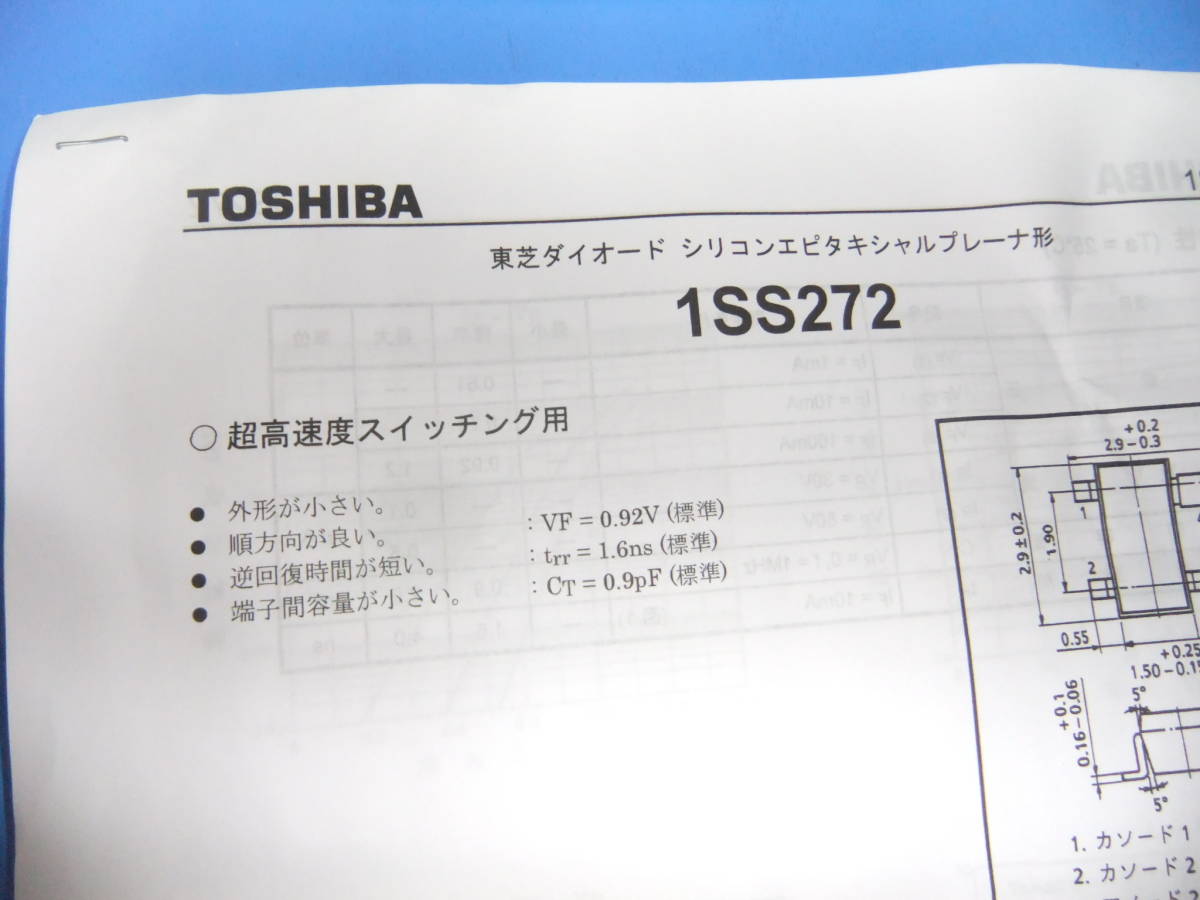 TOSHIBA
東芝ダイオード シリコンエピタキシャルプレーナ形
1SS272
○ 超高速度スイッチング用
● 外形が小さい。
● 順方向が良い。 : VF = 0.92V (標準)
● 逆回復時間が短い。 : trr = 1.6ns (標準)
● 端子間容量が小さい。 : CT = 0.9pF (標準)
+0.2
2.9−0.3
1
2
2.9±0.2
1.90
0.55
+0.25
1.50−0.15
+0.1
0.16−0.06
5°
5°
1. カソード 1
2. カソード 2